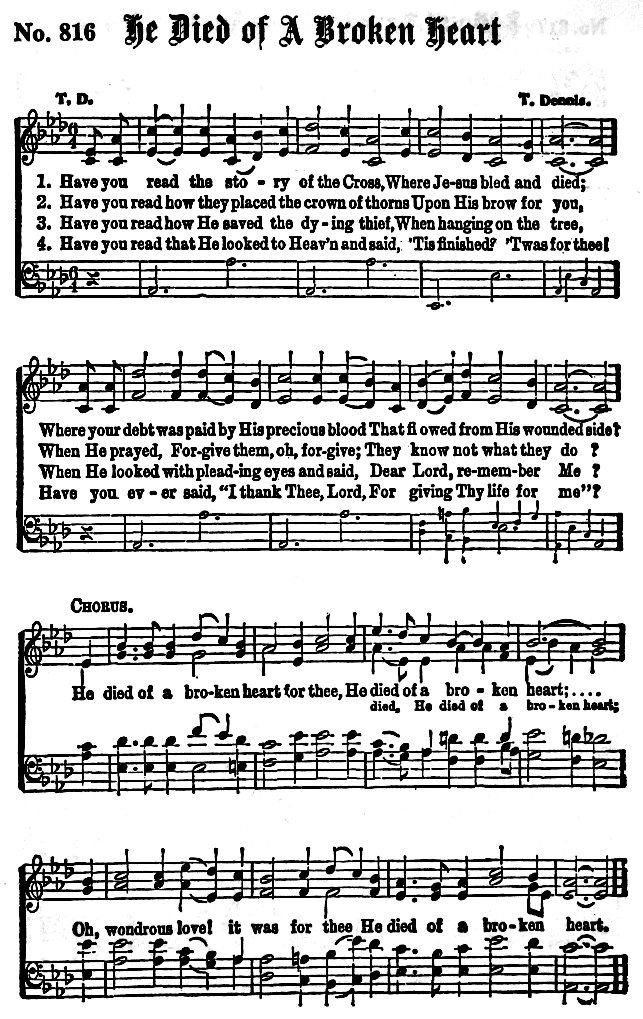 No. 816 He Died of A Broken Heart
T. D. T. Dennis.
1. Have you read the sto - ry of the Cross, Where Je-sus bled and died;
2. Have you read how they placed the crown of thorns Upon His brow for you,
3. Have you read how He saved the dy - ing thief, When hanging on the tree,
4. Have you read that He looked to Heav'n and said, 'Tis finished? 'Twas for thee!
Where your debt was paid by His precious blood That fl owed from His wounded side?
When He prayed, For-give them, oh, for-give; They know not what they do ?
When He looked with plead-ing eyes and said, Dear Lord, re-mem-ber Me ?
Have you ev - er said, "I thank Thee, Lord, For giving Thy life for me"?
CHORUS.
He died of a bro-ken heart for thee, He died of a bro - ken heart;....
died, He died of a bro - ken heart;
Oh, wondrous love! it was for thee He died of a bro-ken heart.